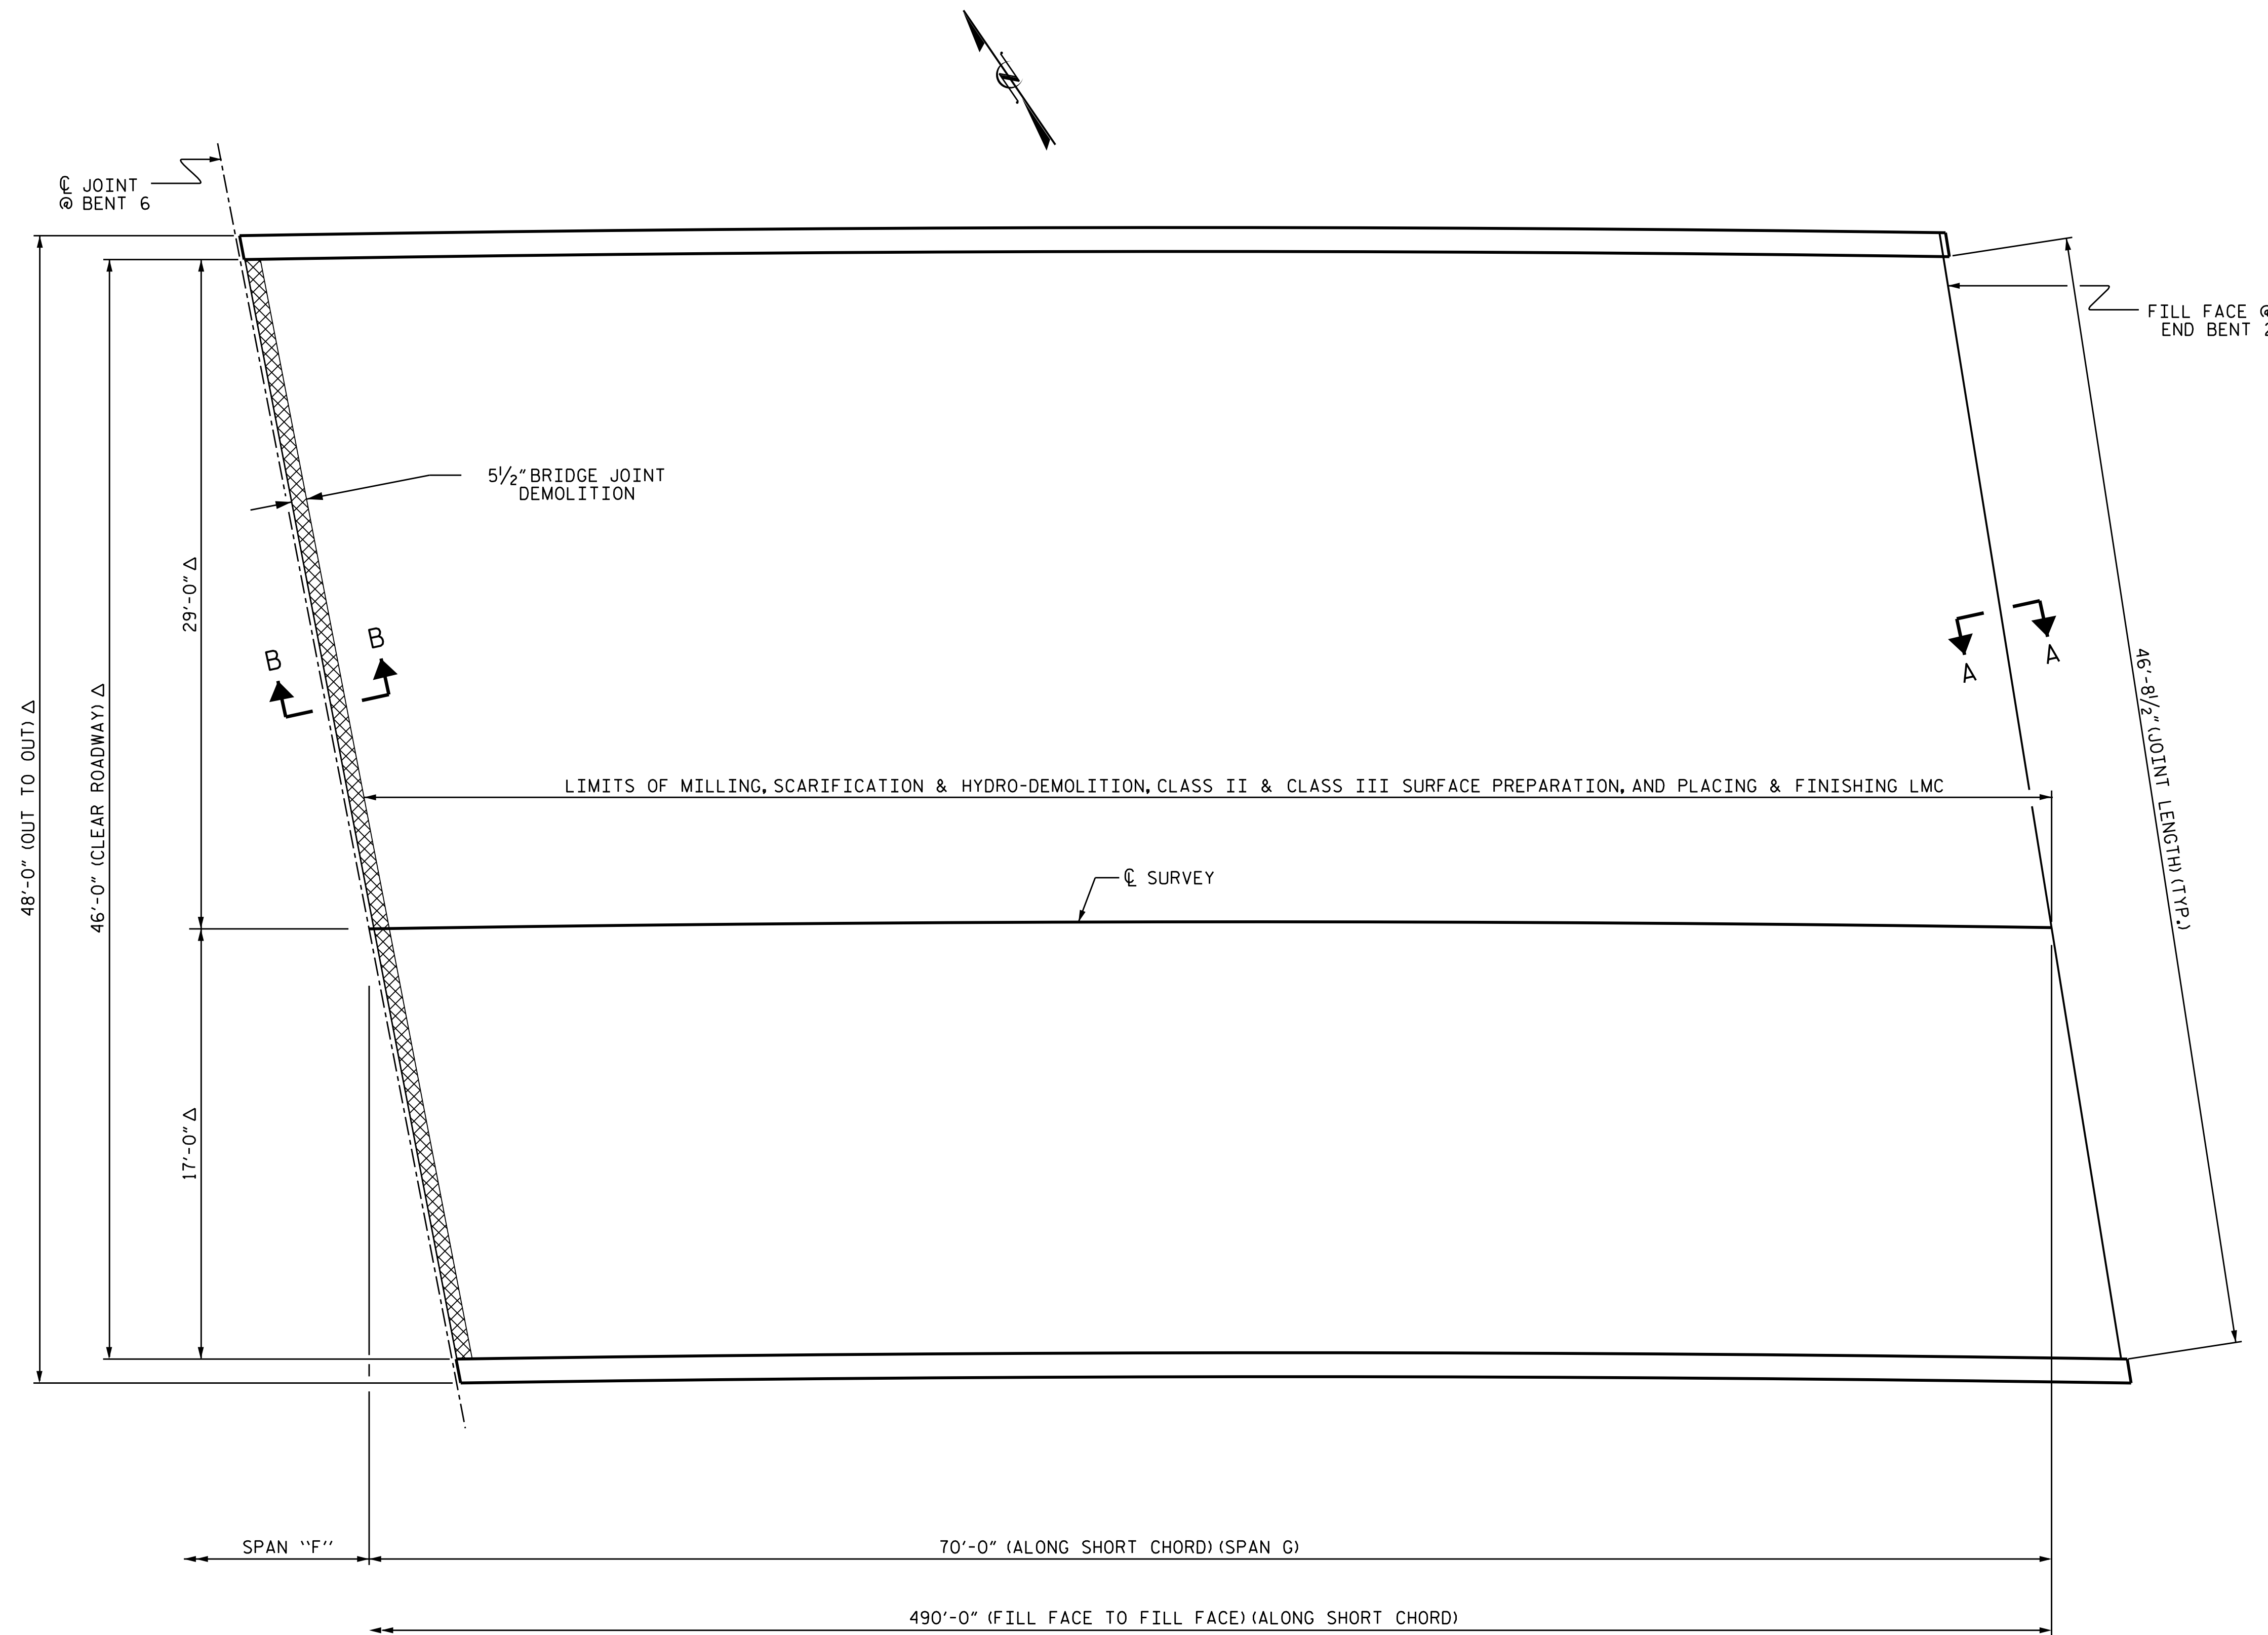 N
℄ JOINT
@ BENT 6
FILL FACE @
END BENT 2
5½" BRIDGE JOINT
DEMOLITION
29'-0" Δ
B
B
A
A
46'-8½" (JOINT LENGTH) (TYP.)
48'-0" (OUT TO OUT) Δ
46'-0" (CLEAR ROADWAY) Δ
LIMITS OF MILLING, SCARIFICATION & HYDRO-DEMOLITION, CLASS II & CLASS III SURFACE PREPARATION, AND PLACING & FINISHING LMC
℄ SURVEY
17'-0" Δ
SPAN "F"
70'-0" (ALONG SHORT CHORD) (SPAN G)
490'-0" (FILL FACE TO FILL FACE) (ALONG SHORT CHORD)